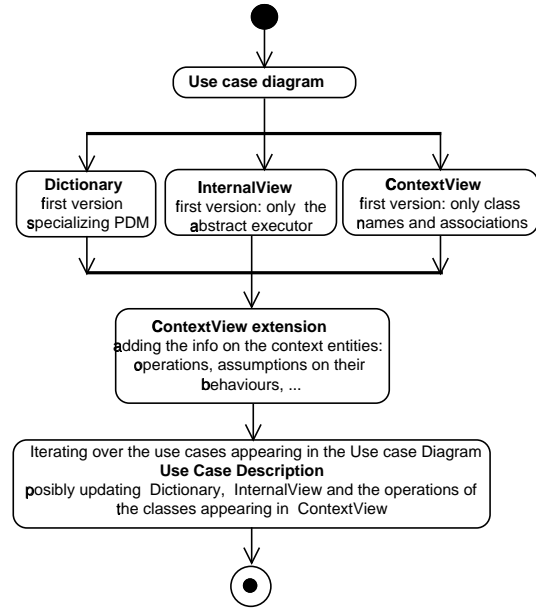 Use case diagram
Dictionary
first version
specializing PDM
InternalView
first version: only the
abstract executor
ContextView
first version: only class
names and associations
ContextView extension
adding the info on the context entities:
operations, assumptions on their
behaviours, ...
Iterating over the use cases appearing in the Use case Diagram
Use Case Description
posibly updating Dictionary, InternalView and the operations of
the classes appearing in ContextView